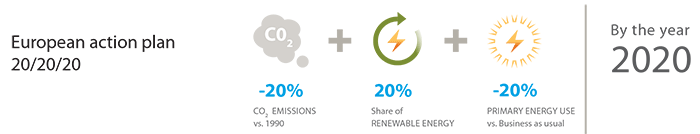 European action plan
20/20/20
CO2
-20%
CO2 EMISSIONS
vs. 1990
20%
Share of
RENEWABLE ENERGY
-20%
PRIMARY ENERGY USE
vs. Business as usual
By the year
2020